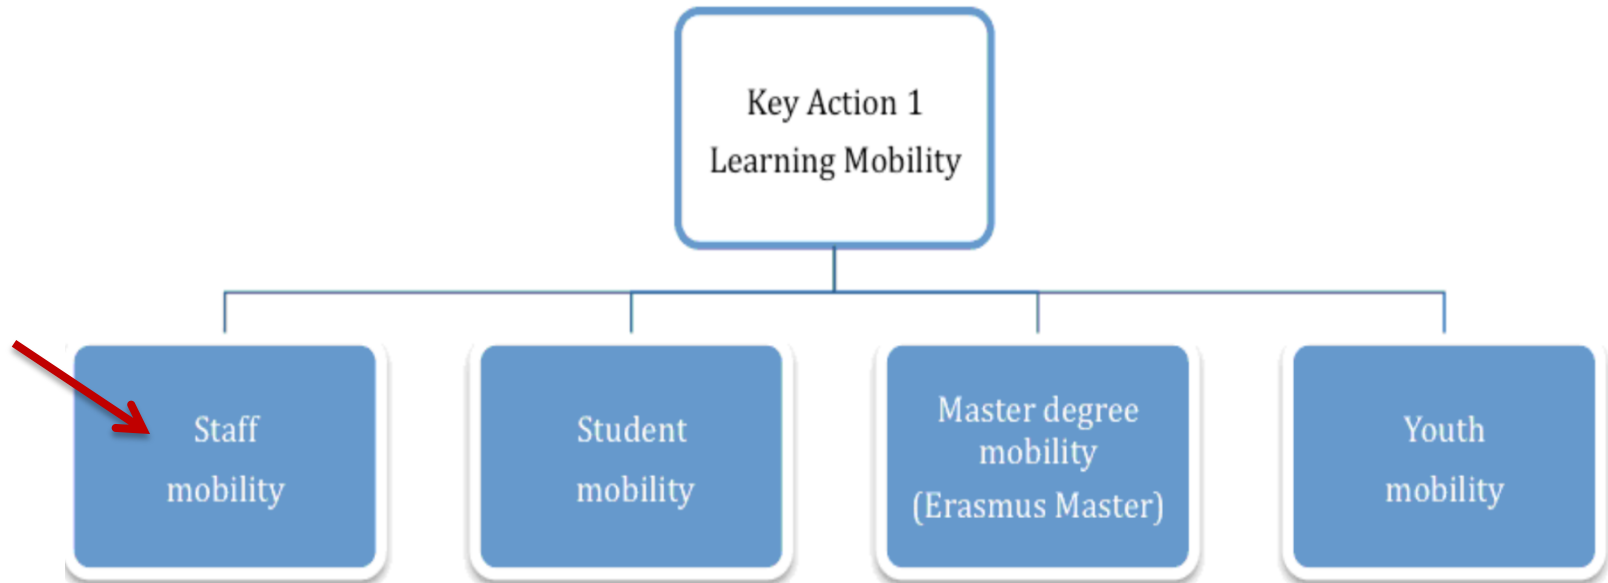 Key Action 1
Learning Mobility
Staff
mobility
Student
mobility
Master degree
mobility
(Erasmus Master)
Youth
mobility